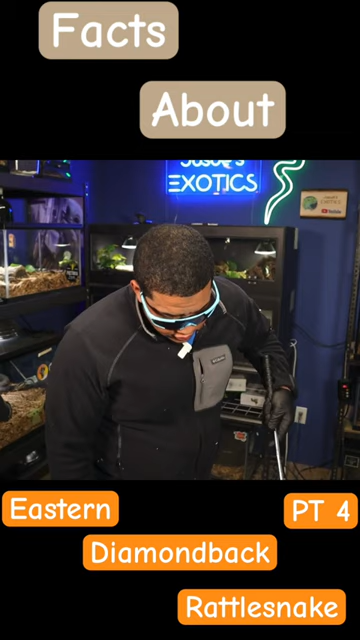 Facts
About
EXOTICS
Eastern
PT 4
Diamondback
Rattlesnake